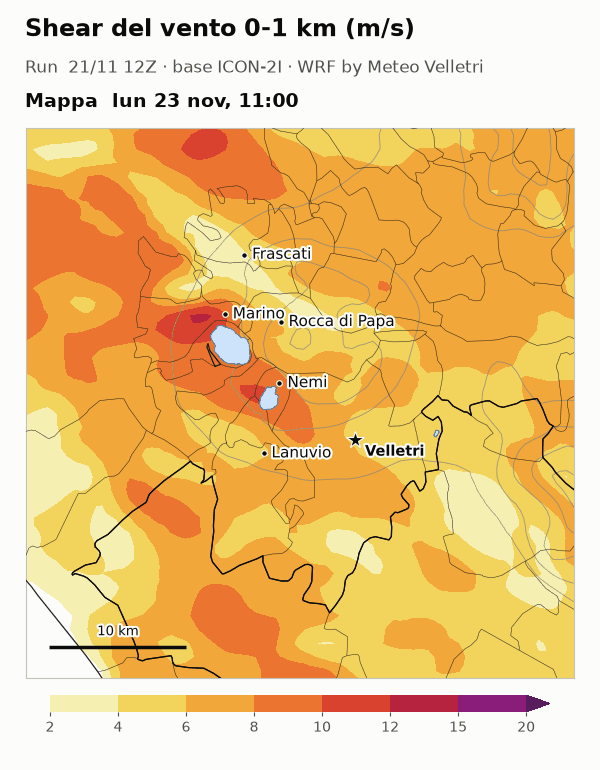 Shear del vento 0-1 km (m/s)
Run  21/11 12Z · base ICON-2I · WRF by Meteo Velletri
Mappa  lun 23 nov, 11:00
Frascati
Marino
Rocca di Papa
Nemi
Velletri
Lanuvio
10 km
2 4 6 8 10 12 15 20